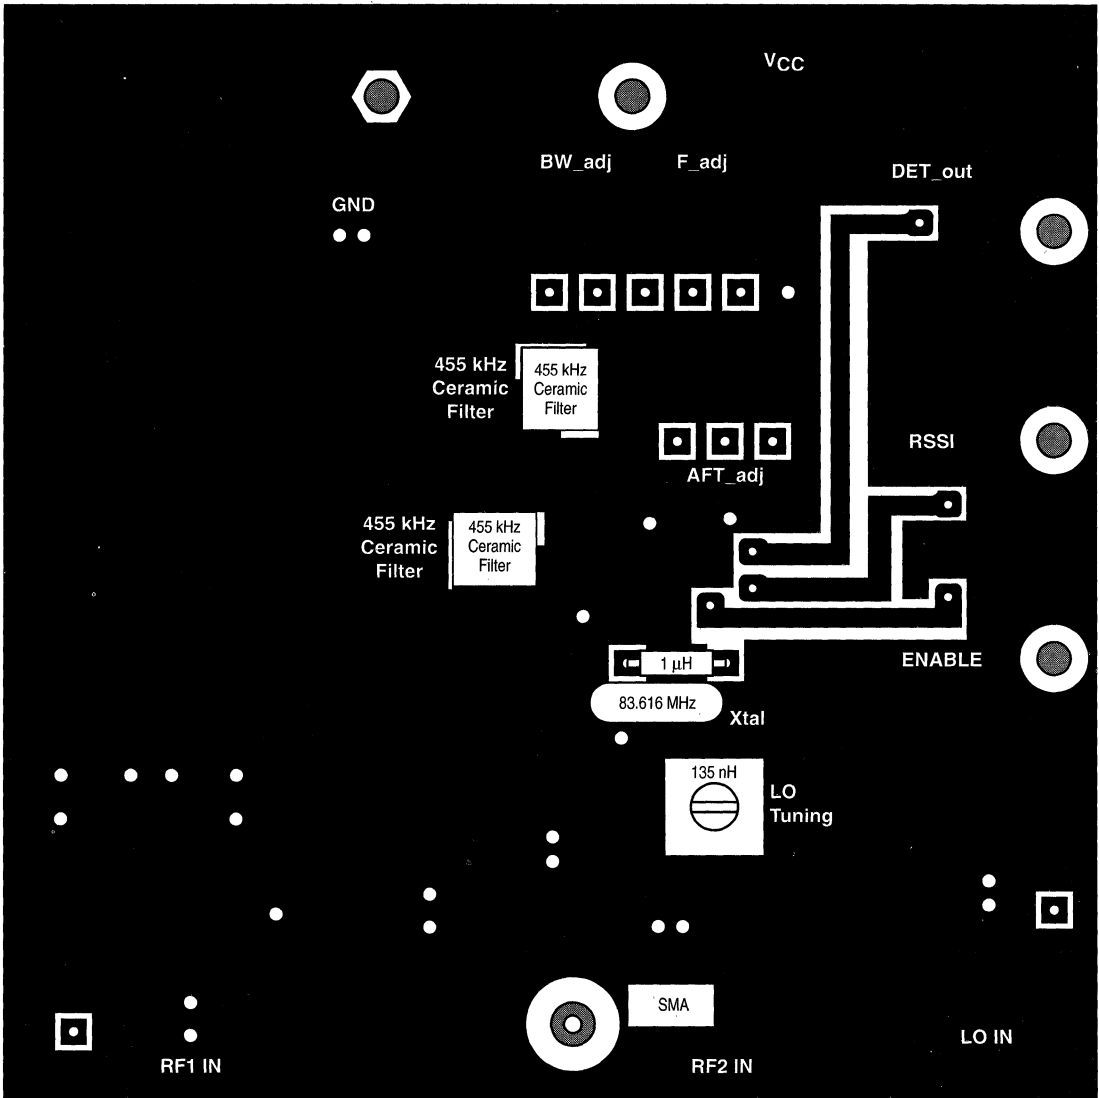 VCC
BW_adj
F_adj
DET_out
GND
455 kHz
Ceramic
Filter
455 kHz
Ceramic
Filter
RSSI
AFT_adj
455 kHz
Ceramic
Filter
455 kHz
Ceramic
Filter
1 µH
ENABLE
83.616 MHz
Xtal
135 nH
LO
Tuning
SMA
LO IN
RF1 IN
RF2 IN